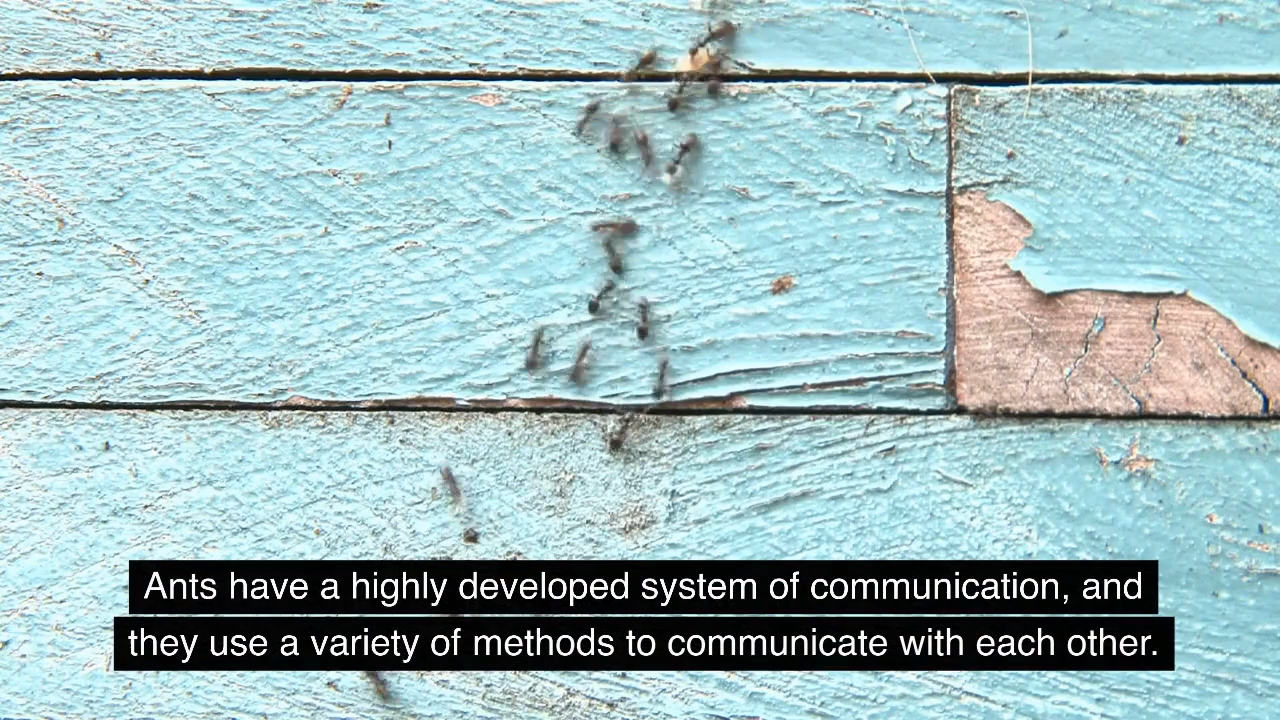 Ants have a highly developed system of communication, and
they use a variety of methods to communicate with each other.